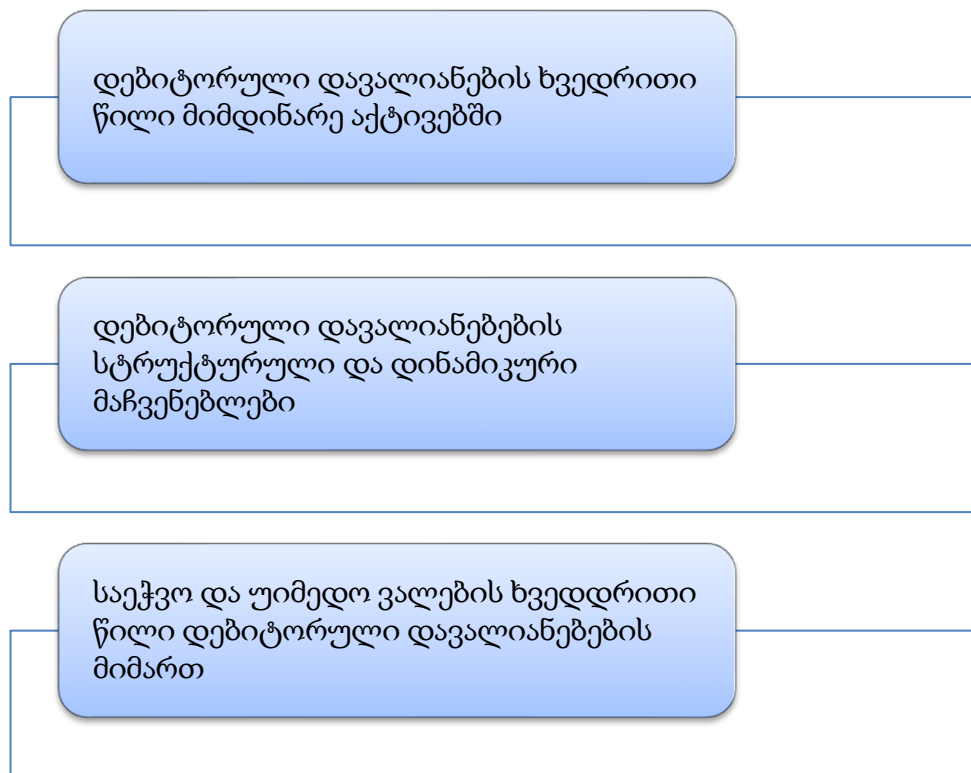 დებიტორული დავალიანების ხვედრითი
წილი მიმდინარე აქტივებში
დებიტორული დავალიანებების
სტრუქტურული და დინამიკური
მაჩვენებლები
საეჭვო და უიმედო ვალების ხვედდრითი
წილი დებიტორული დავალიანებების
მიმართ